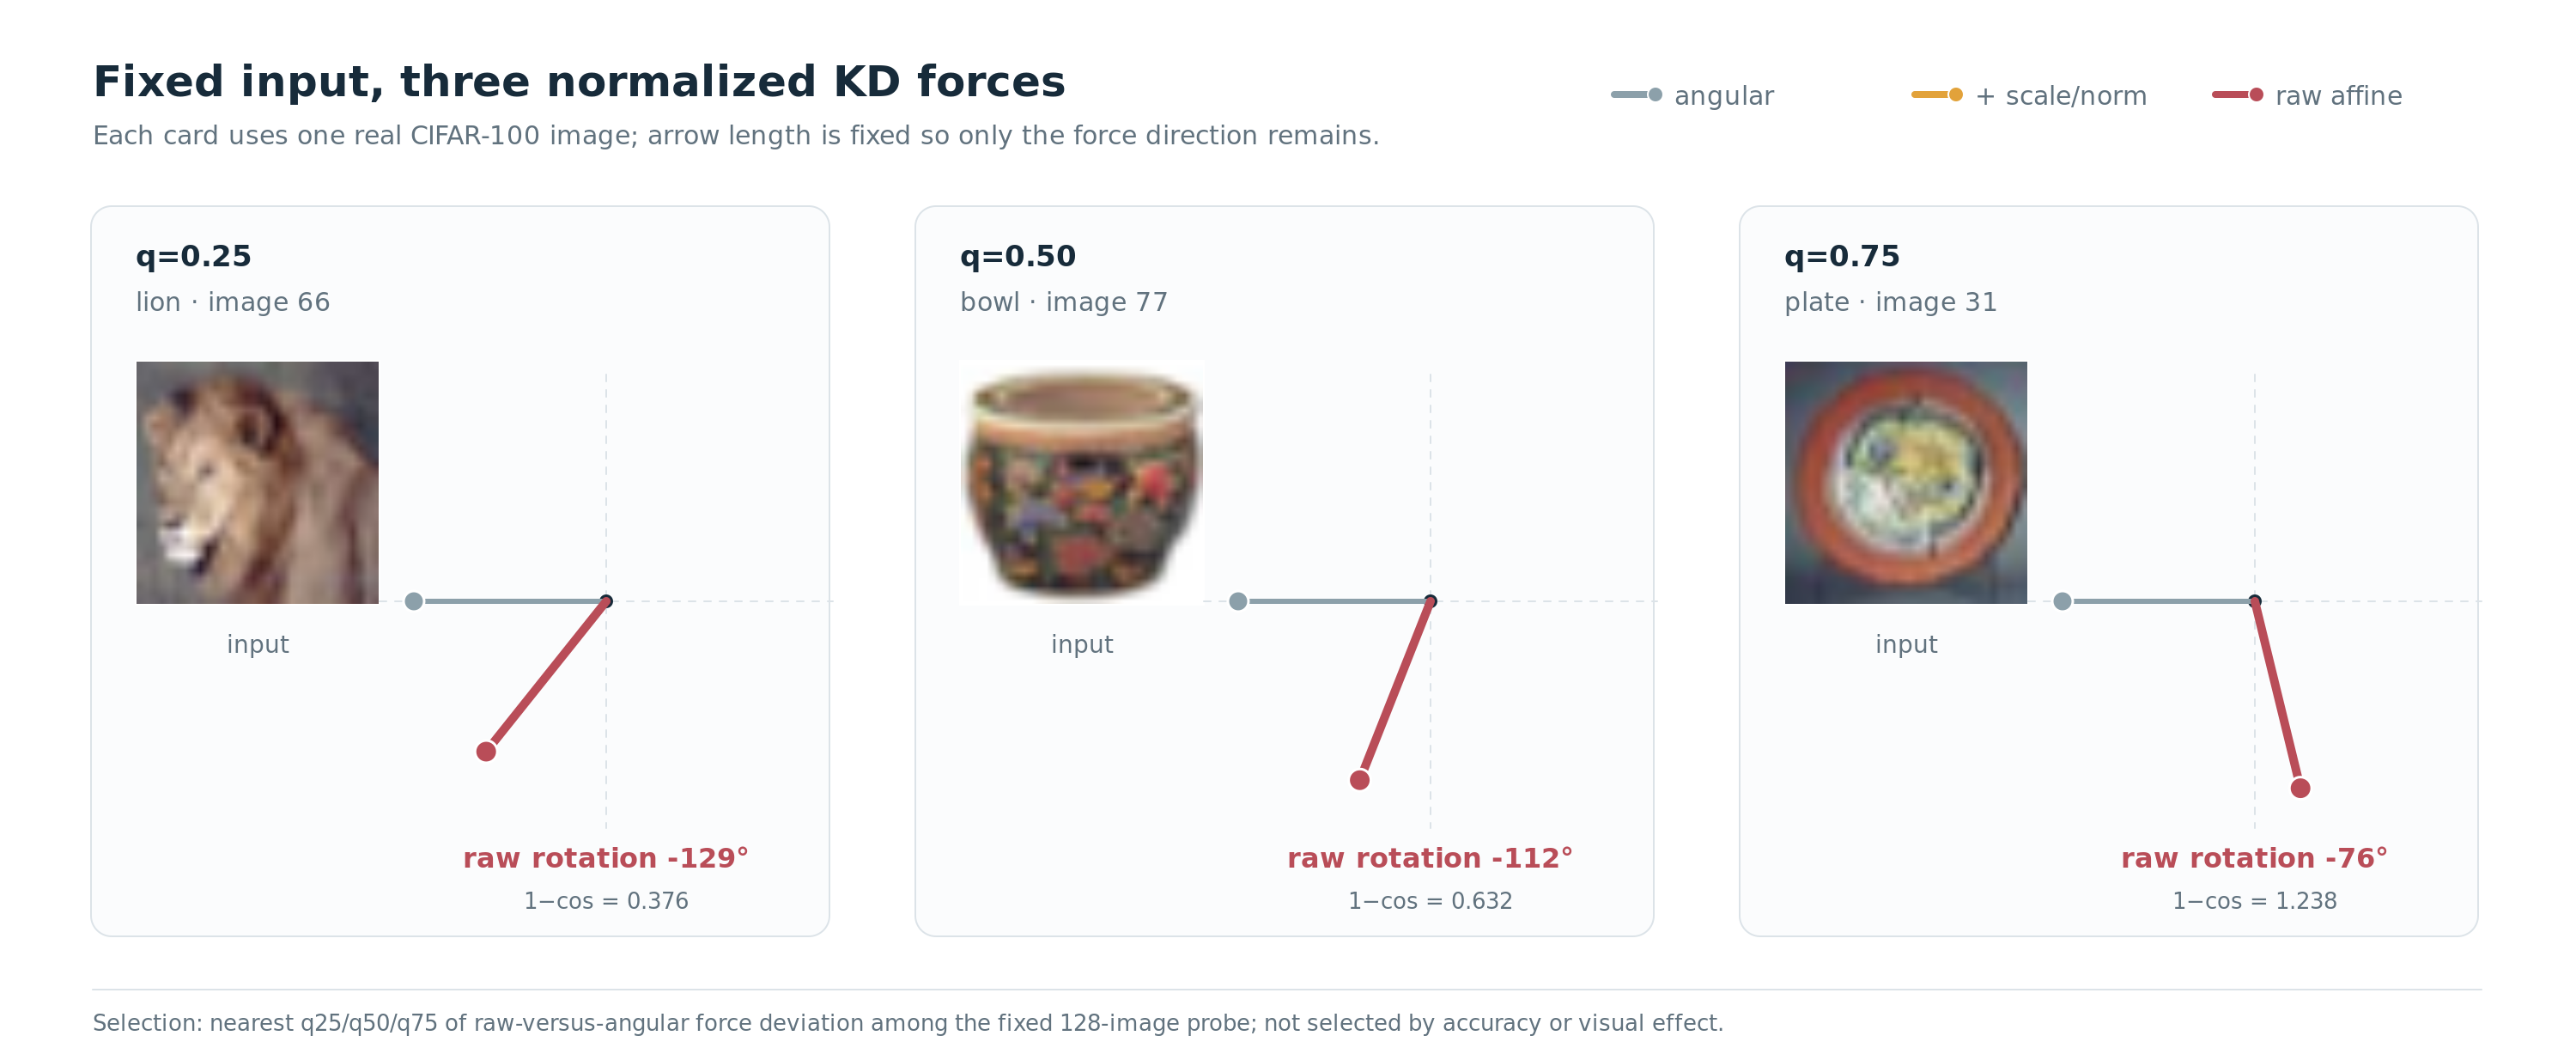 Fixed input, three normalized KD forces
Each card uses one real CIFAR-100 image; arrow length is fixed so only the force direction remains.
angular
+ scale/norm
raw affine
q=0.25
lion · image 66
input
raw rotation -129°
1−cos = 0.376
q=0.50
bowl · image 77
input
raw rotation -112°
1−cos = 0.632
q=0.75
plate · image 31
input
raw rotation -76°
1−cos = 1.238
Selection: nearest q25/q50/q75 of raw-versus-angular force deviation among the fixed 128-image probe; not selected by accuracy or visual effect.